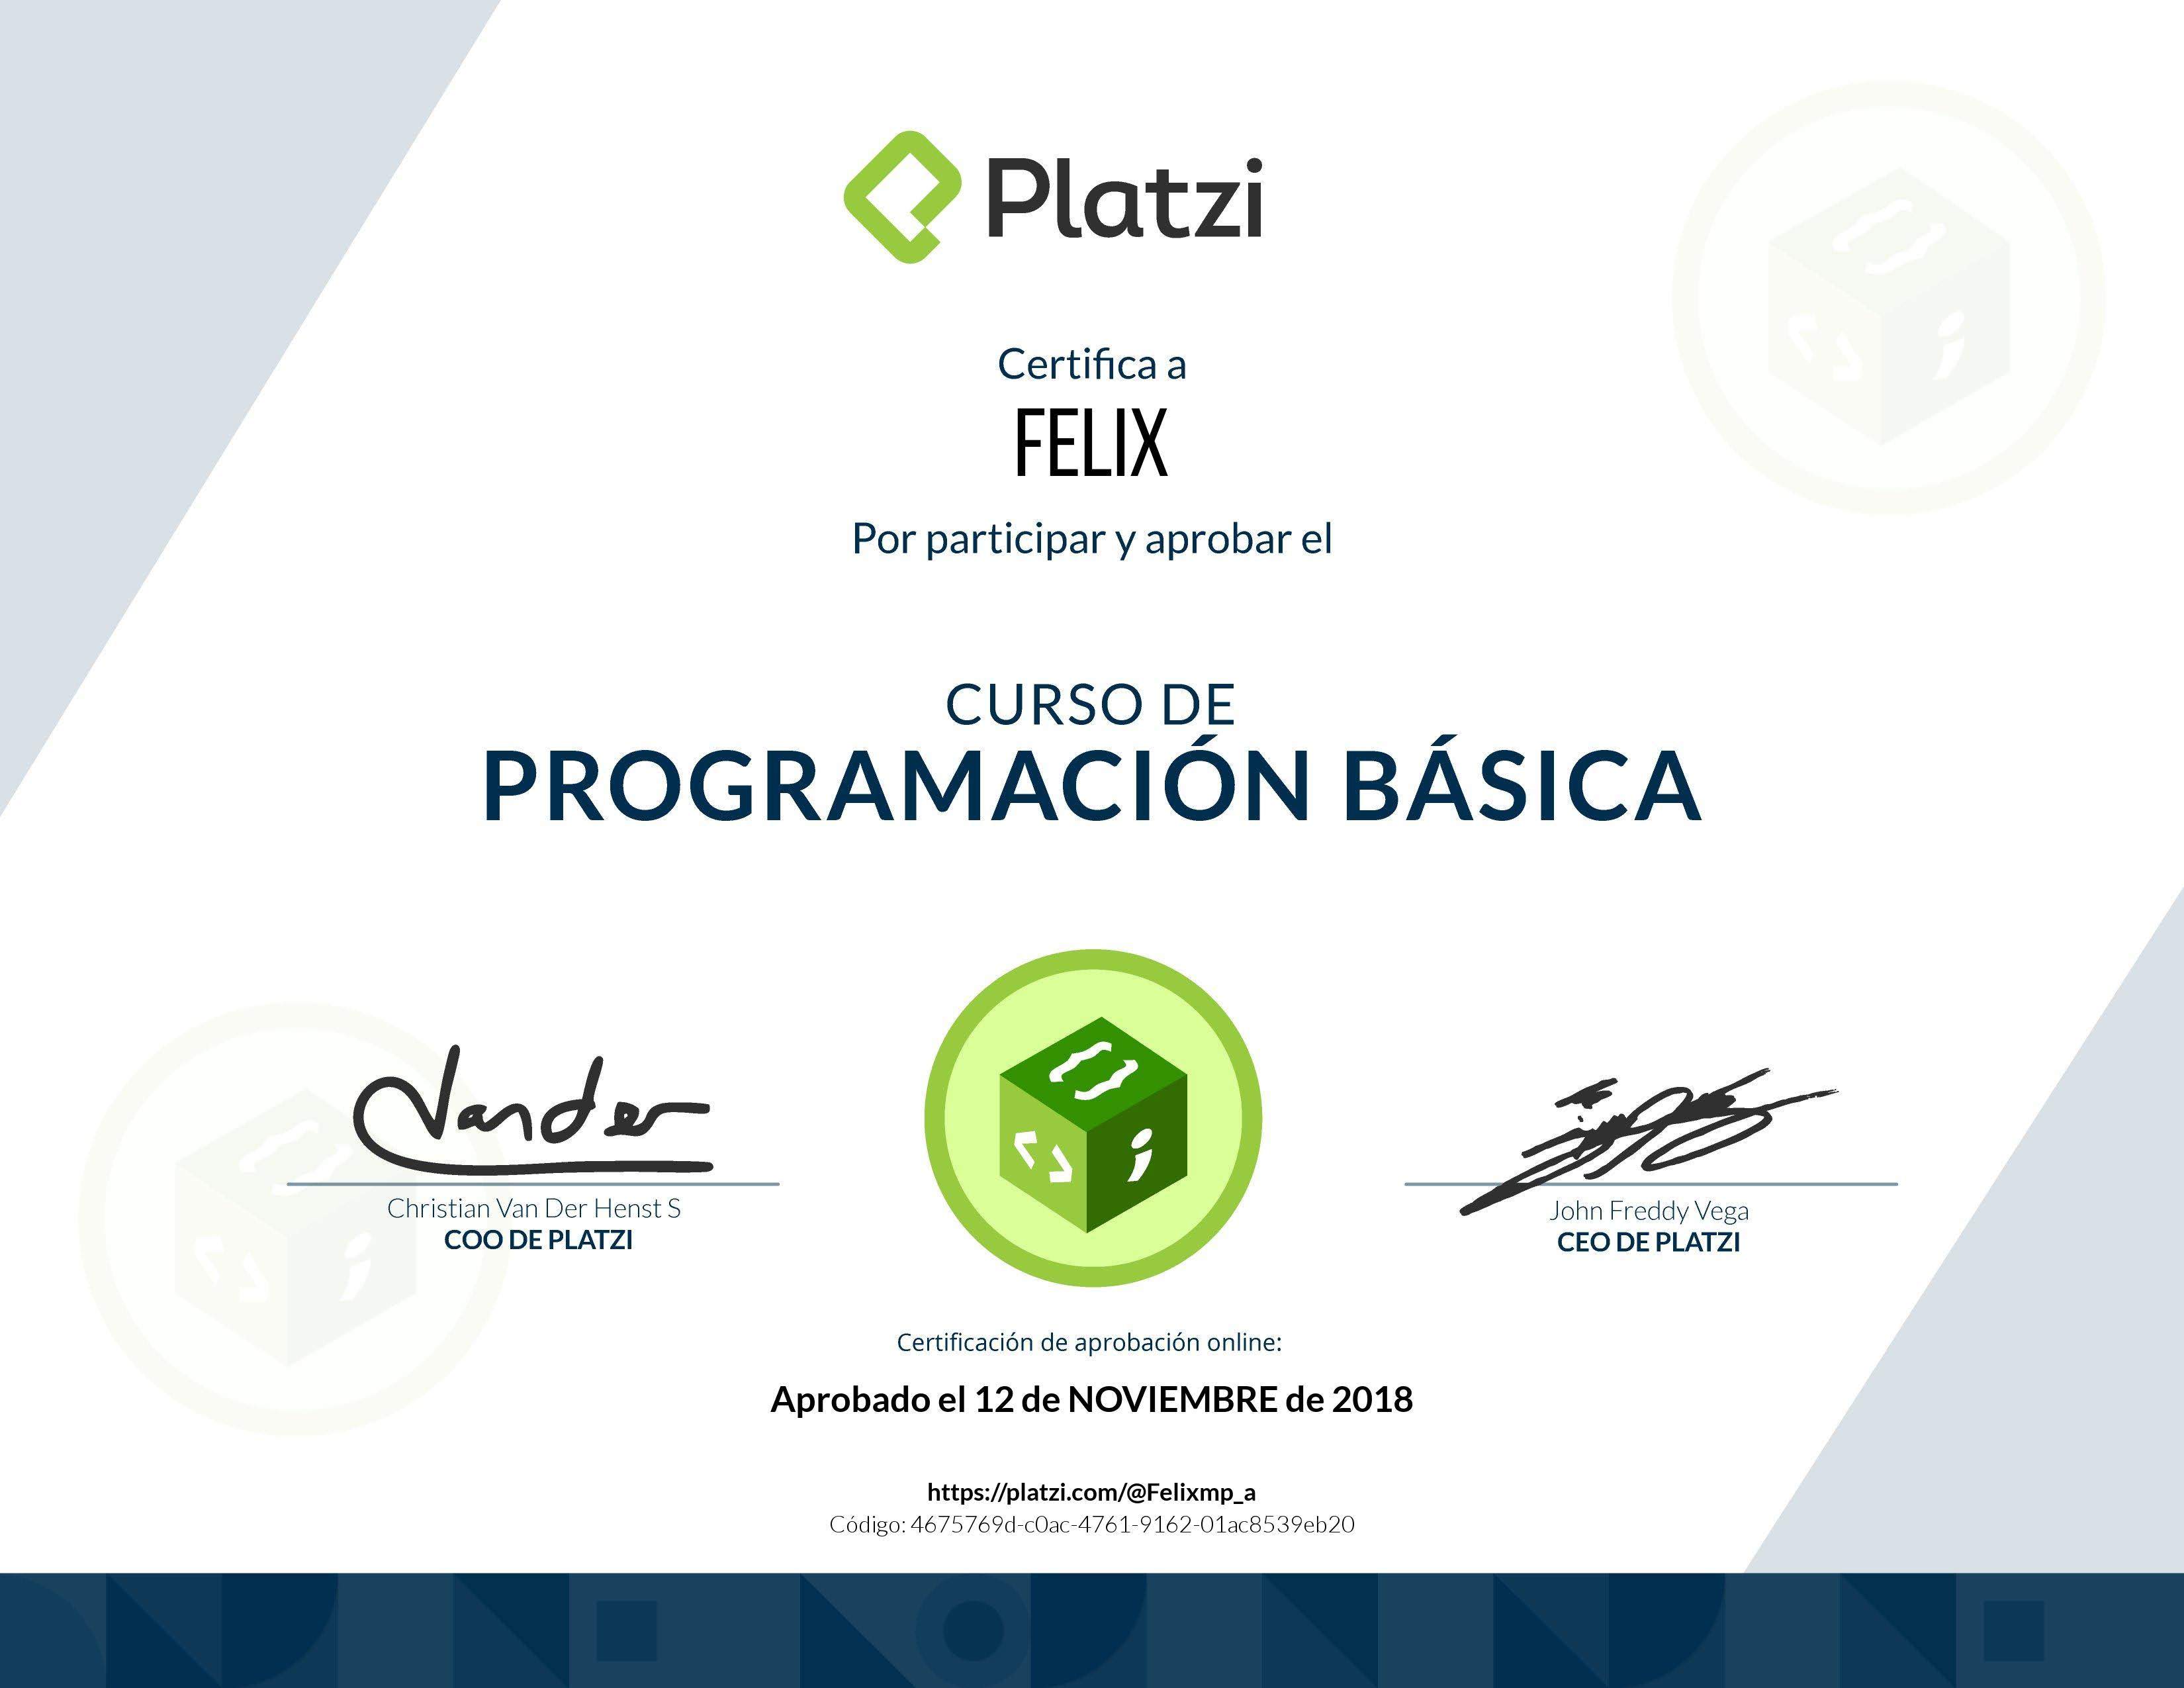 Platzi
Certifica a
FELIX
Por participar y aprobar el
CURSO DE
PROGRAMACIÓN BÁSICA
Vander
Christian Van Der Henst S
COO DE PLATZI
John Freddy Vega
CEO DE PLATZI
Certificación de aprobación online:
Aprobado el 12 de NOVIEMBRE de 2018
https://platzi.com/@Felixmp_a
Código: 4675769d-c0ac-4761-9162-01ac8539eb20